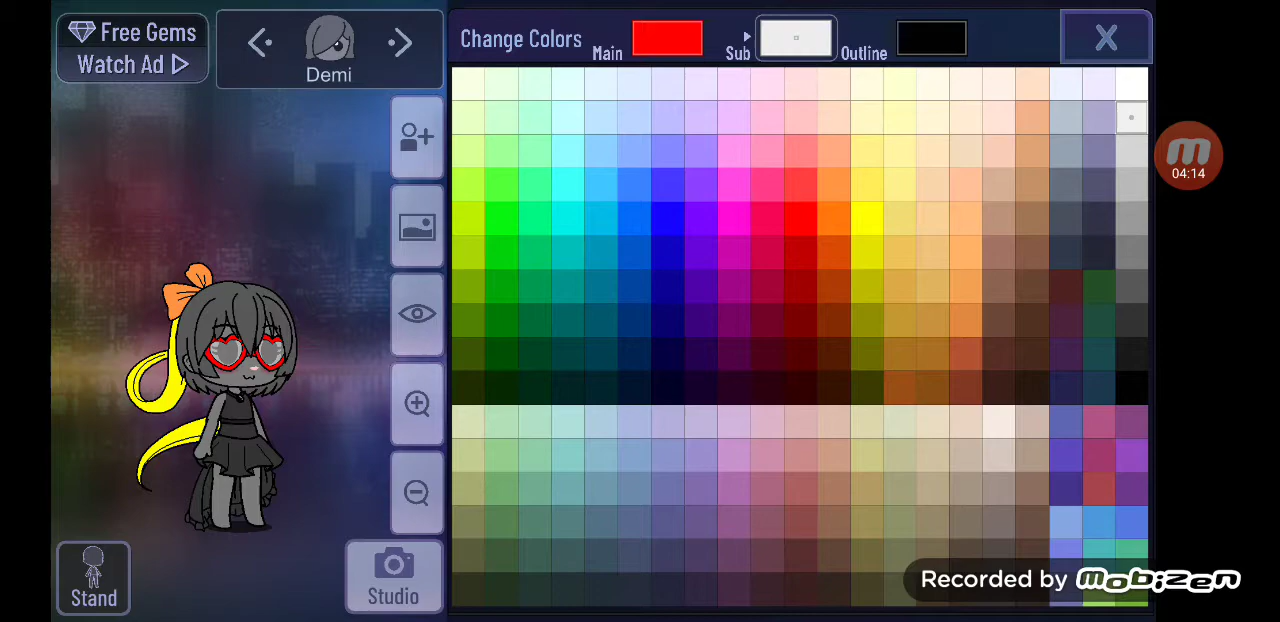 Free Gems
Watch Ad
Demi
Change Colors
Main
Sub
Outline
X
04:14
Stand
Studio
Recorded by Mobizen